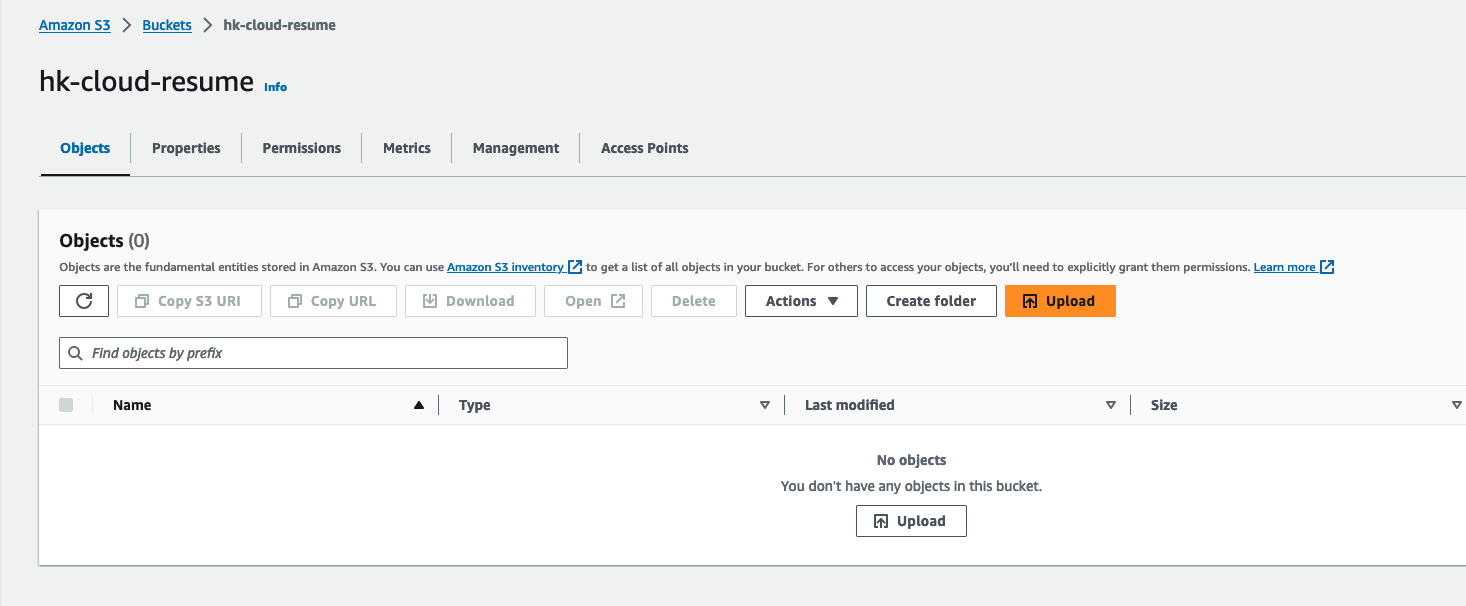 Amazon S3 > Buckets > hk-cloud-resume
hk-cloud-resume Info
Objects Properties Permissions Metrics Management Access Points
Objects (0)
Objects are the fundamental entities stored in Amazon S3. You can use Amazon S3 inventory to get a list of all objects in your bucket. For others to access your objects, you'll need to explicitly grant them permissions. Learn more
Copy S3 URI Copy URL Download Open Delete Actions Create folder Upload
Find objects by prefix
Name Type Last modified Size
No objects
You don't have any objects in this bucket.
Upload